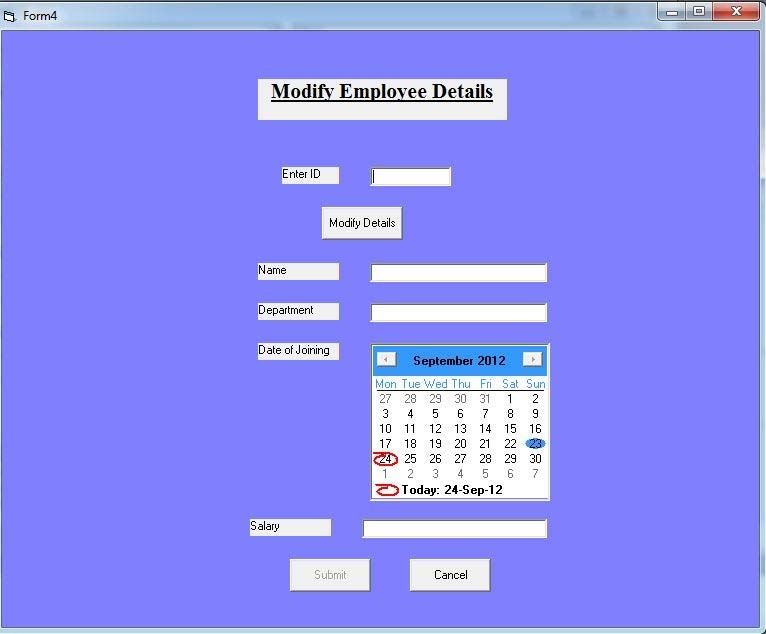 Form4
Modify Employee Details
Enter ID
Modify Details
Name
Department
Date of Joining
September 2012
Mon Tue Wed Thu Fri Sat Sun
27 28 29 30 31 1 2
3 4 5 6 7 8 9
10 11 12 13 14 15 16
17 18 19 20 21 22 23
24 25 26 27 28 29 30
1 2 3 4 5 6 7
Today: 24-Sep-12
Salary
Submit Cancel